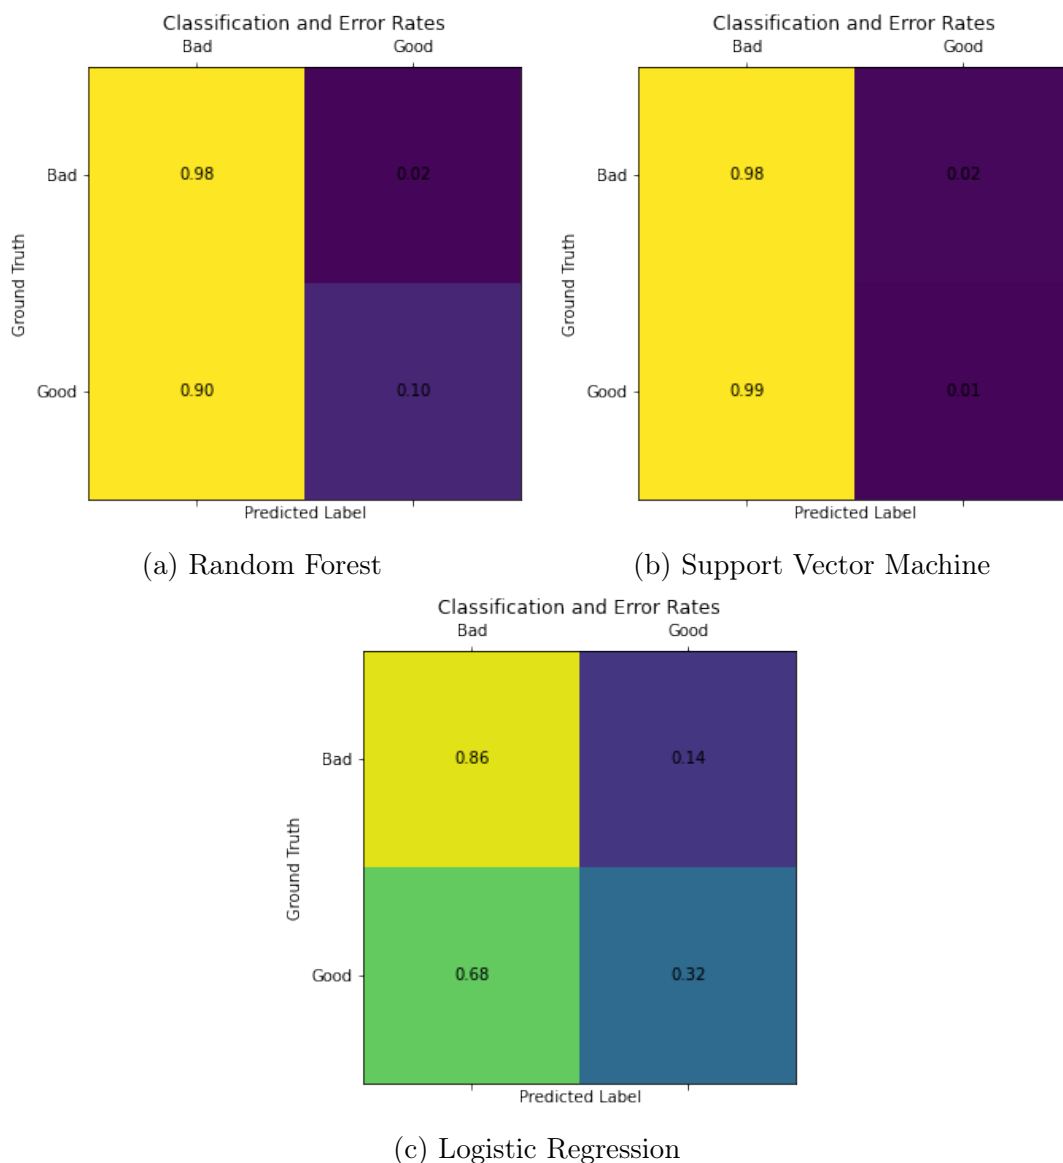 Classification and Error Rates
Bad Good
Bad 0.98 0.02
Ground Truth
Good 0.90 0.10
Predicted Label
(a) Random Forest
Classification and Error Rates
Bad Good
Bad 0.98 0.02
Ground Truth
Good 0.99 0.01
Predicted Label
(b) Support Vector Machine
Classification and Error Rates
Bad Good
Bad 0.86 0.14
Ground Truth
Good 0.68 0.32
Predicted Label
(c) Logistic Regression